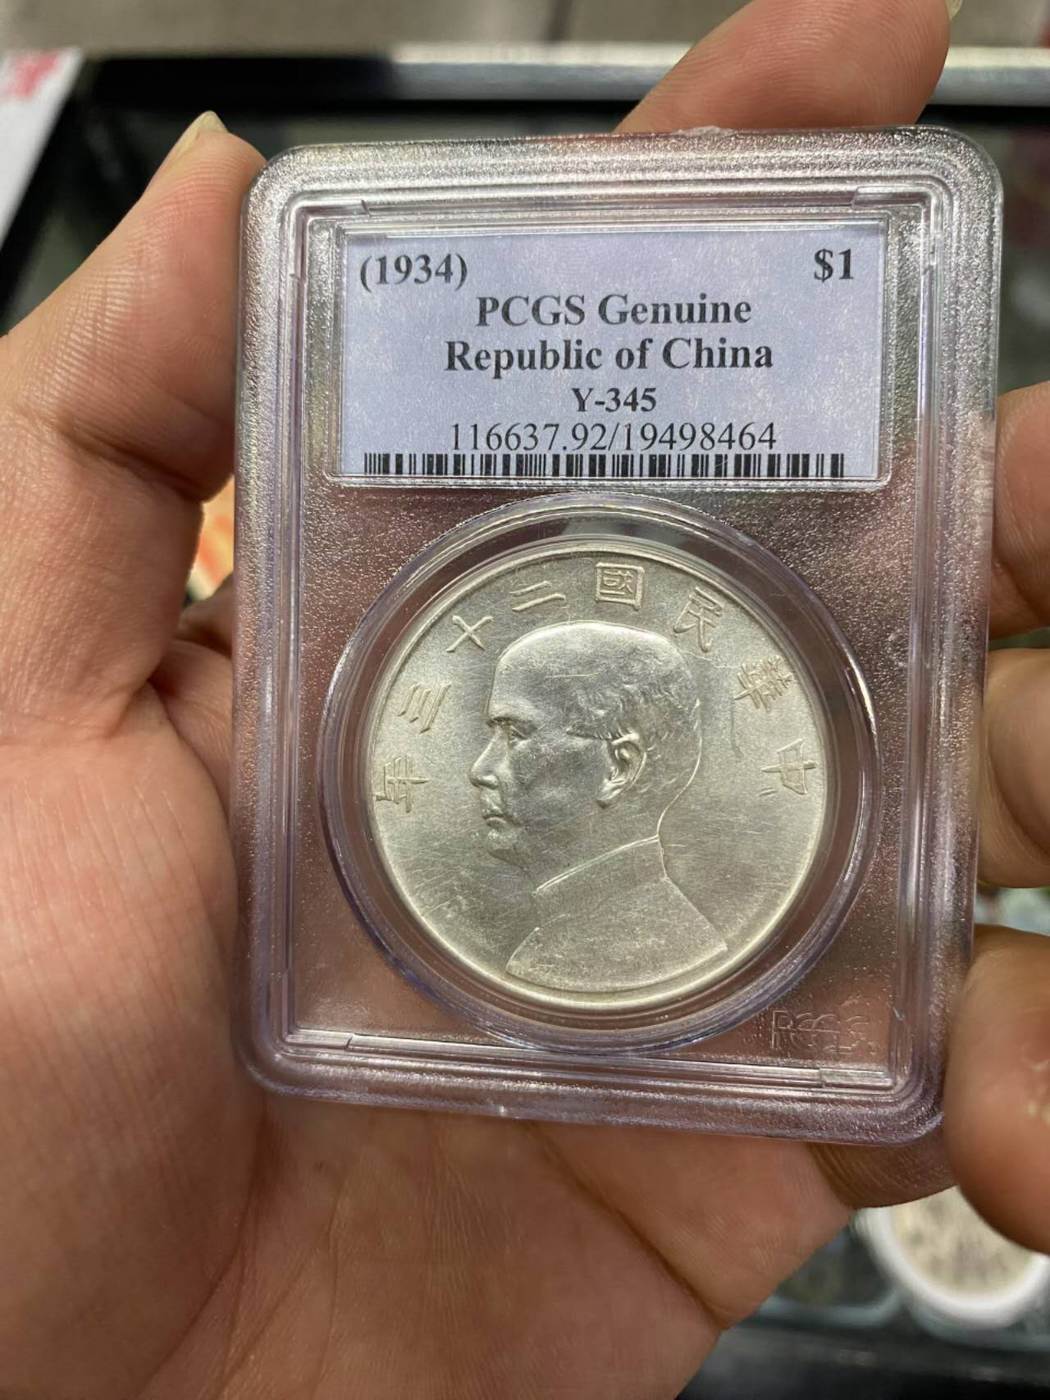 (1934) $1
PCGS Genuine
Republic of China
Y-345
116637.92/19498464
年三十二國民華中
PCGS